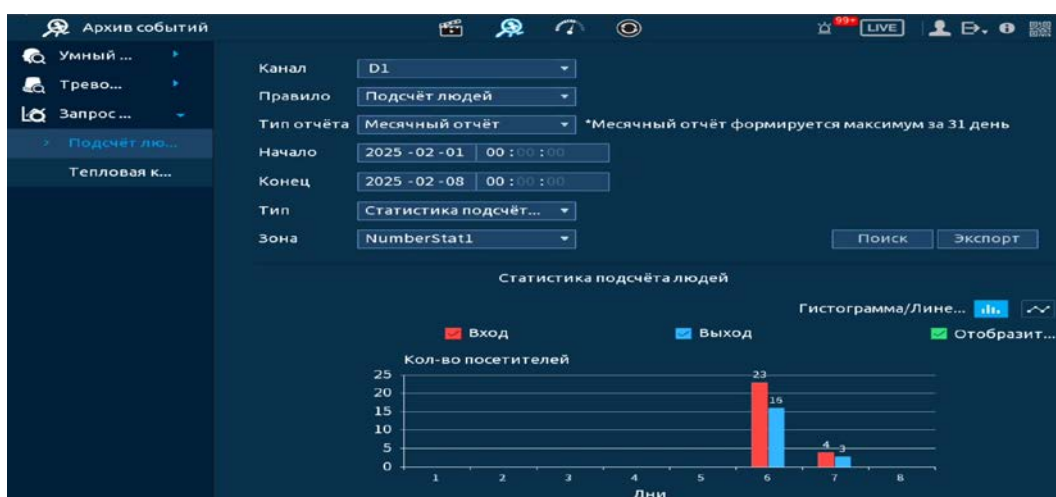 Архив событий
99+
LIVE
Умный ...
Трево...
Запрос ...
Подсчёт лю...
Тепловая к...
Канал D1
Правило Подсчёт людей
Тип отчёта Месячный отчёт *Месячный отчёт формируется максимум за 31 день
Начало 2025 -02 -01 00 :00 :00
Конец 2025 -02 -08 00 :00 :00
Тип Статистика подсчёт...
Зона NumberStat1 Поиск Экспорт
Статистика подсчёта людей
Гистограмма/Лине...
Вход Выход Отобразит...
Кол-во посетителей
25
20
15
10
5
0
23
16
4 3
1 2 3 4 5 6 7 8
Дни